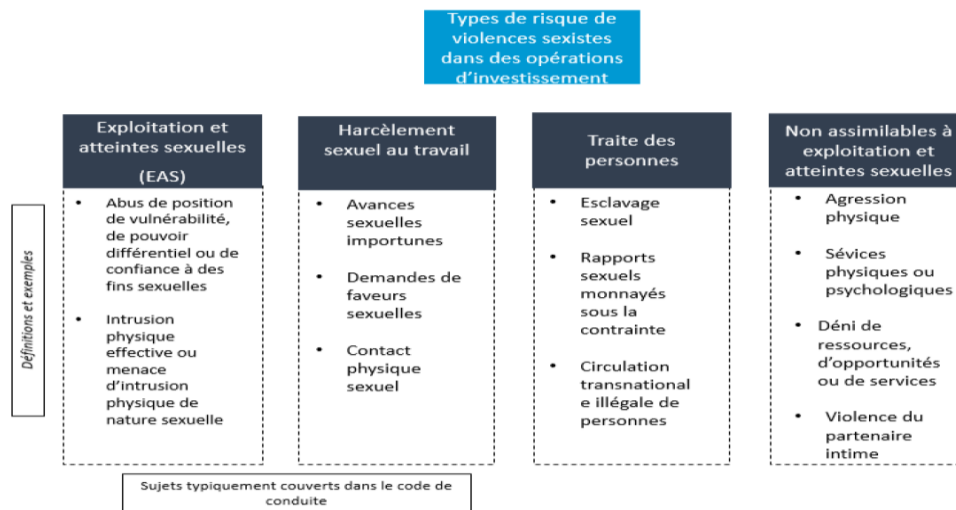 Types de risque de
violences sexistes
dans des opérations
d'investissement
Exploitation et
atteintes sexuelles
(EAS)
Harcèlement
sexuel au travail
Traite des
personnes
Non assimilables à
exploitation et
atteintes sexuelles
Définitions et exemples
• Abus de position
de vulnérabilité,
de pouvoir
différentiel ou de
confiance à des
fins sexuelles
• Intrusion
physique
effective ou
menace
d'intrusion
physique de
nature sexuelle
• Avances
sexuelles
importunes
• Demandes de
faveurs
sexuelles
• Contact
physique
sexuel
• Esclavage
sexuel
• Rapports
sexuels
monnayés
sous la
contrainte
• Circulation
transnational
e illégale de
personnes
• Agression
physique
• Sévices
physiques ou
psychologiques
• Déni de
ressources,
d'opportunités
ou de services
• Violence du
partenaire
intime
Sujets typiquement couverts dans le code de
conduite